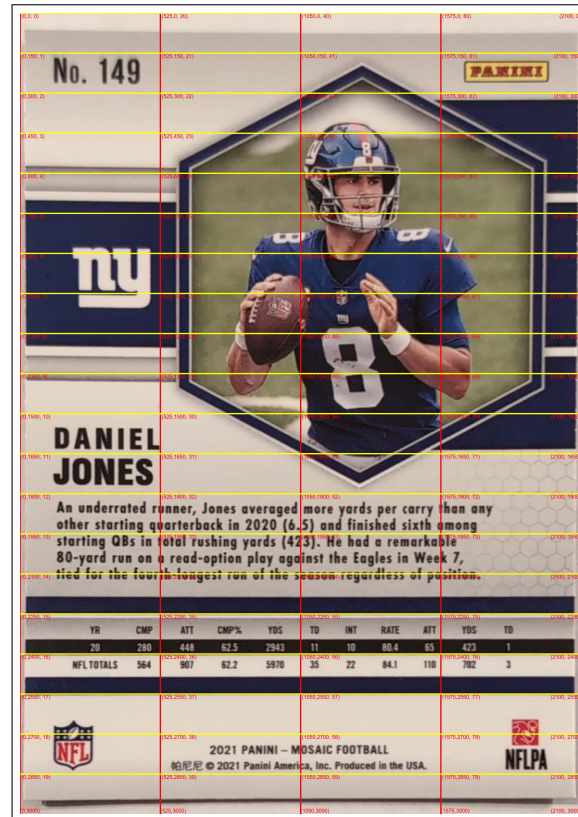 No. 149
PANINI
8
8
8
ny
ny
8
DANIEL
JONES
An underrated runner, Jones averaged more yards per carry than any
other starting quarterback in 2020 (6.5) and finished sixth among
starting QBs in total rushing yards (423). He had a remarkable
80-yard run on a read-option play against the Eagles in Week 7,
tied for the fourth-longest run of the season regardless of position.
YR CMP ATT CMP% YDS TD INT RATE ATT YDS TD
20 280 448 62.5 2943 11 10 80.4 65 423 1
NFL TOTALS 564 907 62.2 5970 35 22 84.1 110 702 3
NFL
2021 PANINI – MOSAIC FOOTBALL
帕尼尼 © 2021 Panini America, Inc. Produced in the USA.
NFLPA